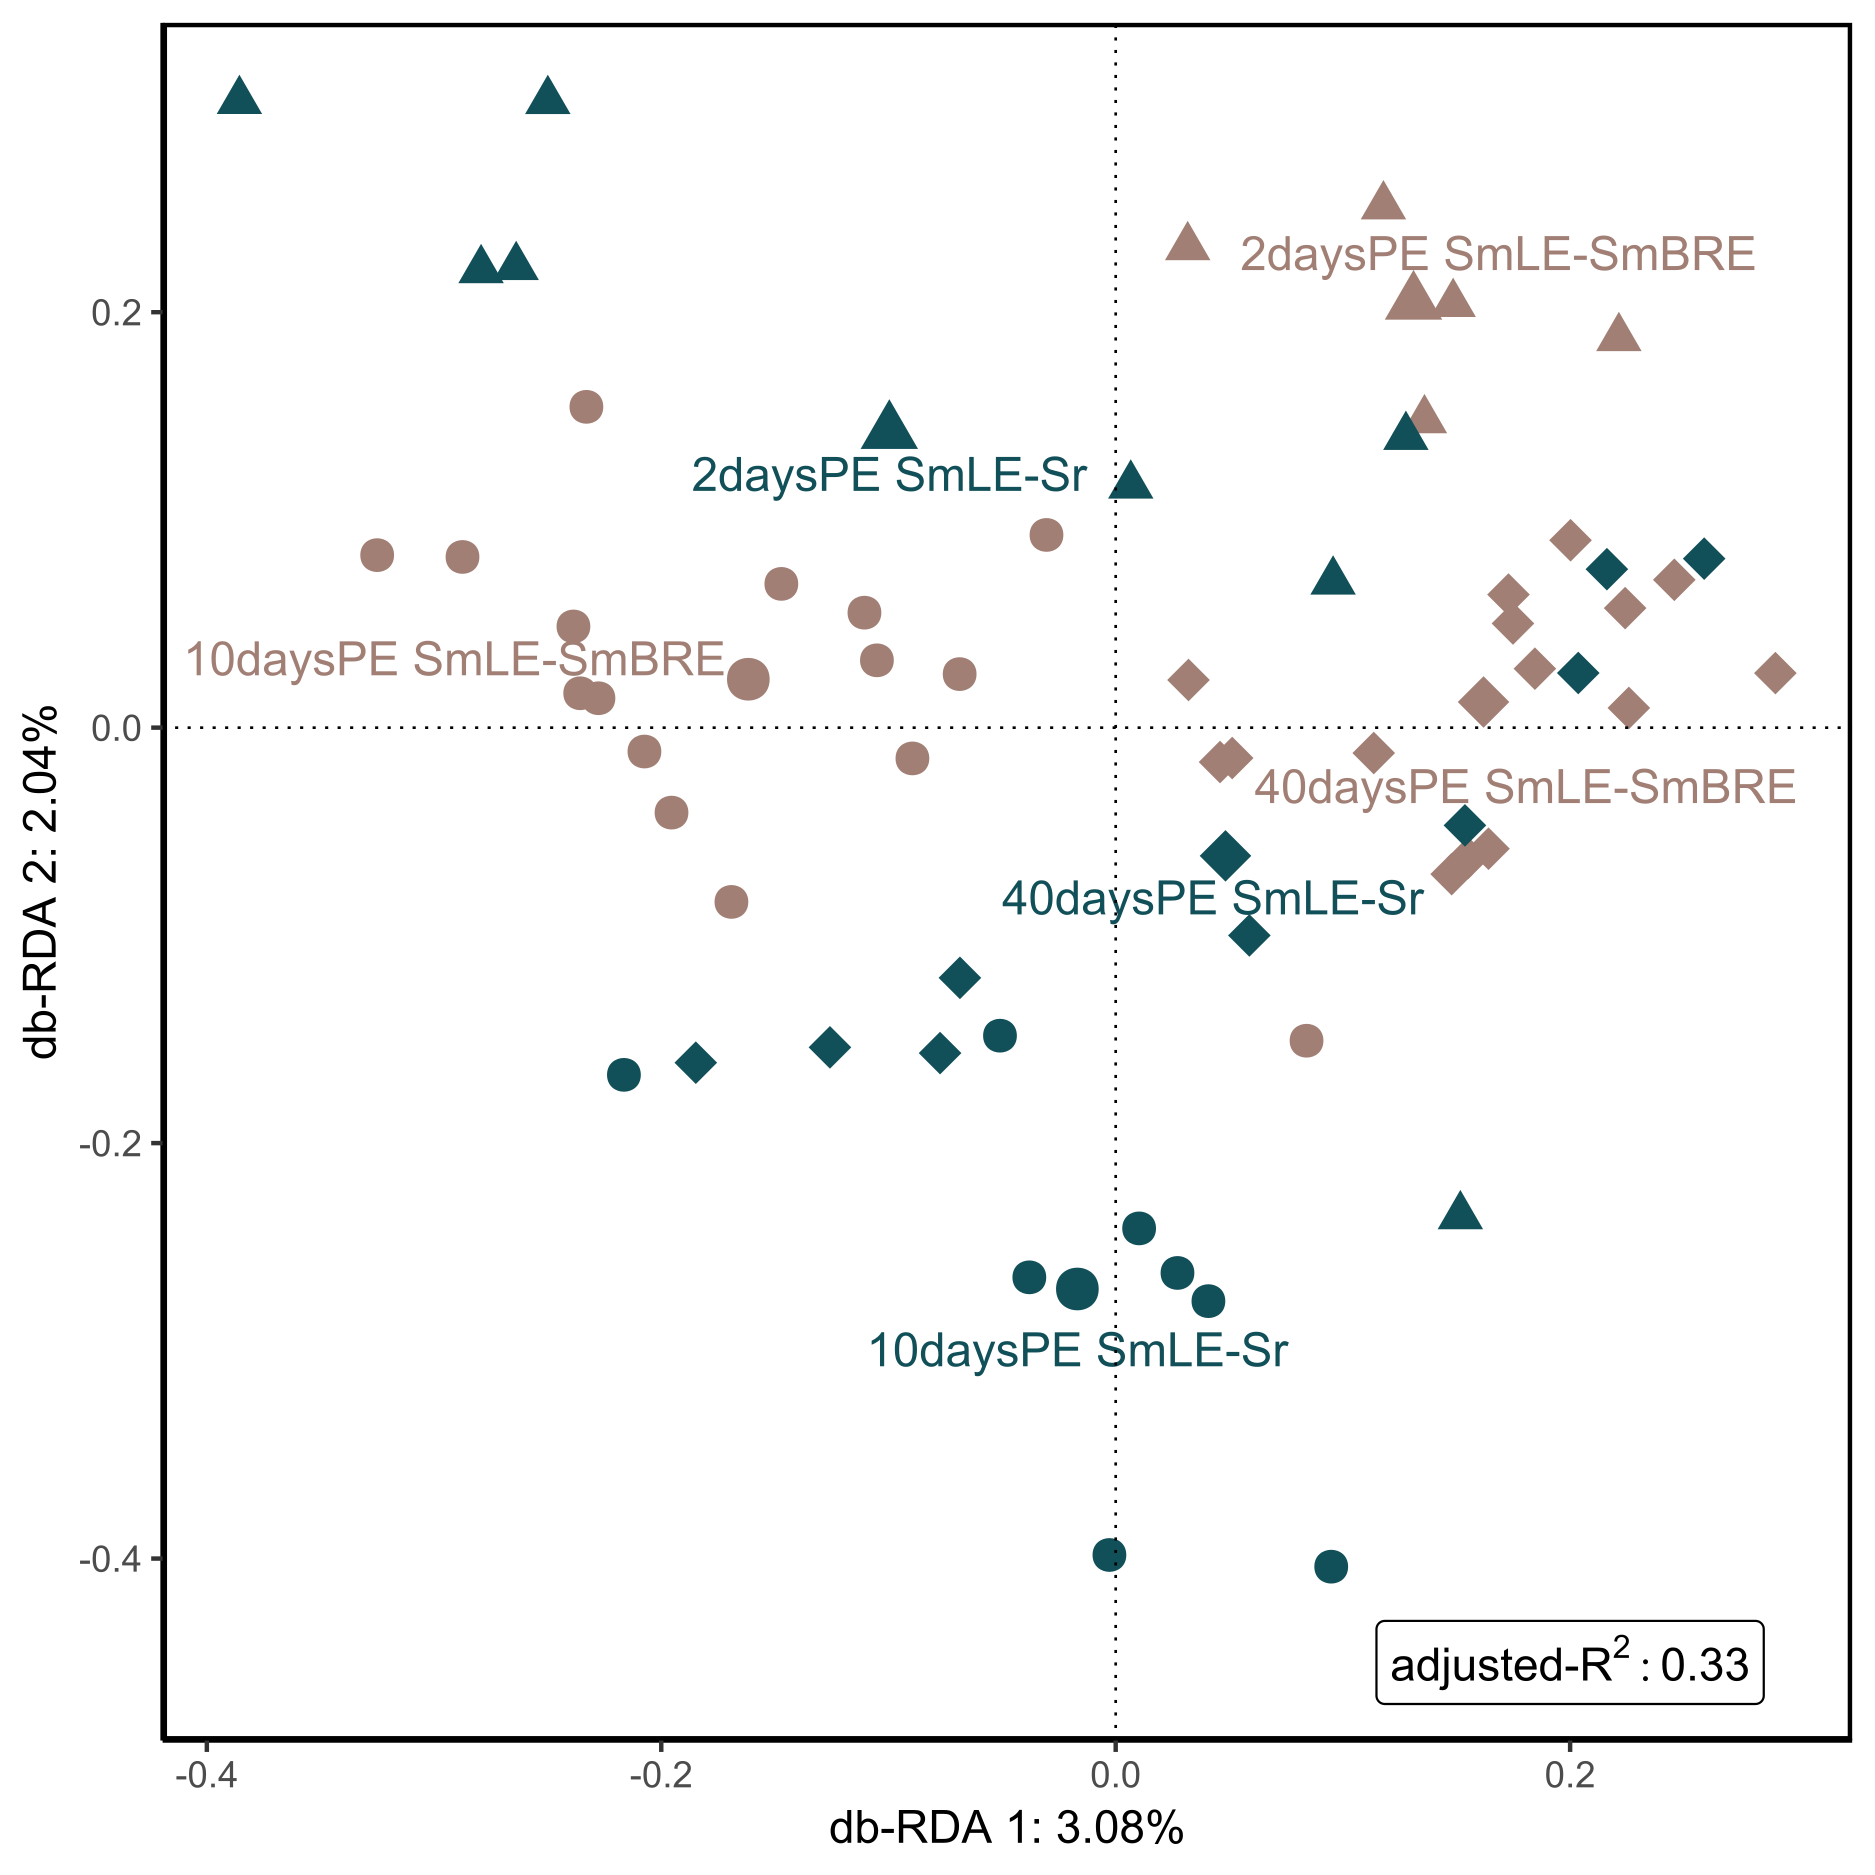 2daysPE SmLE-SmBRE
0.2
2daysPE SmLE-Sr
10daysPE SmLE-SmBRE
0.0
40daysPE SmLE-SmBRE
40daysPE SmLE-Sr
db-RDA 2: 2.04%
-0.2
10daysPE SmLE-Sr
-0.4
adjusted-R² : 0.33
-0.4 -0.2 0.0 0.2
db-RDA 1: 3.08%